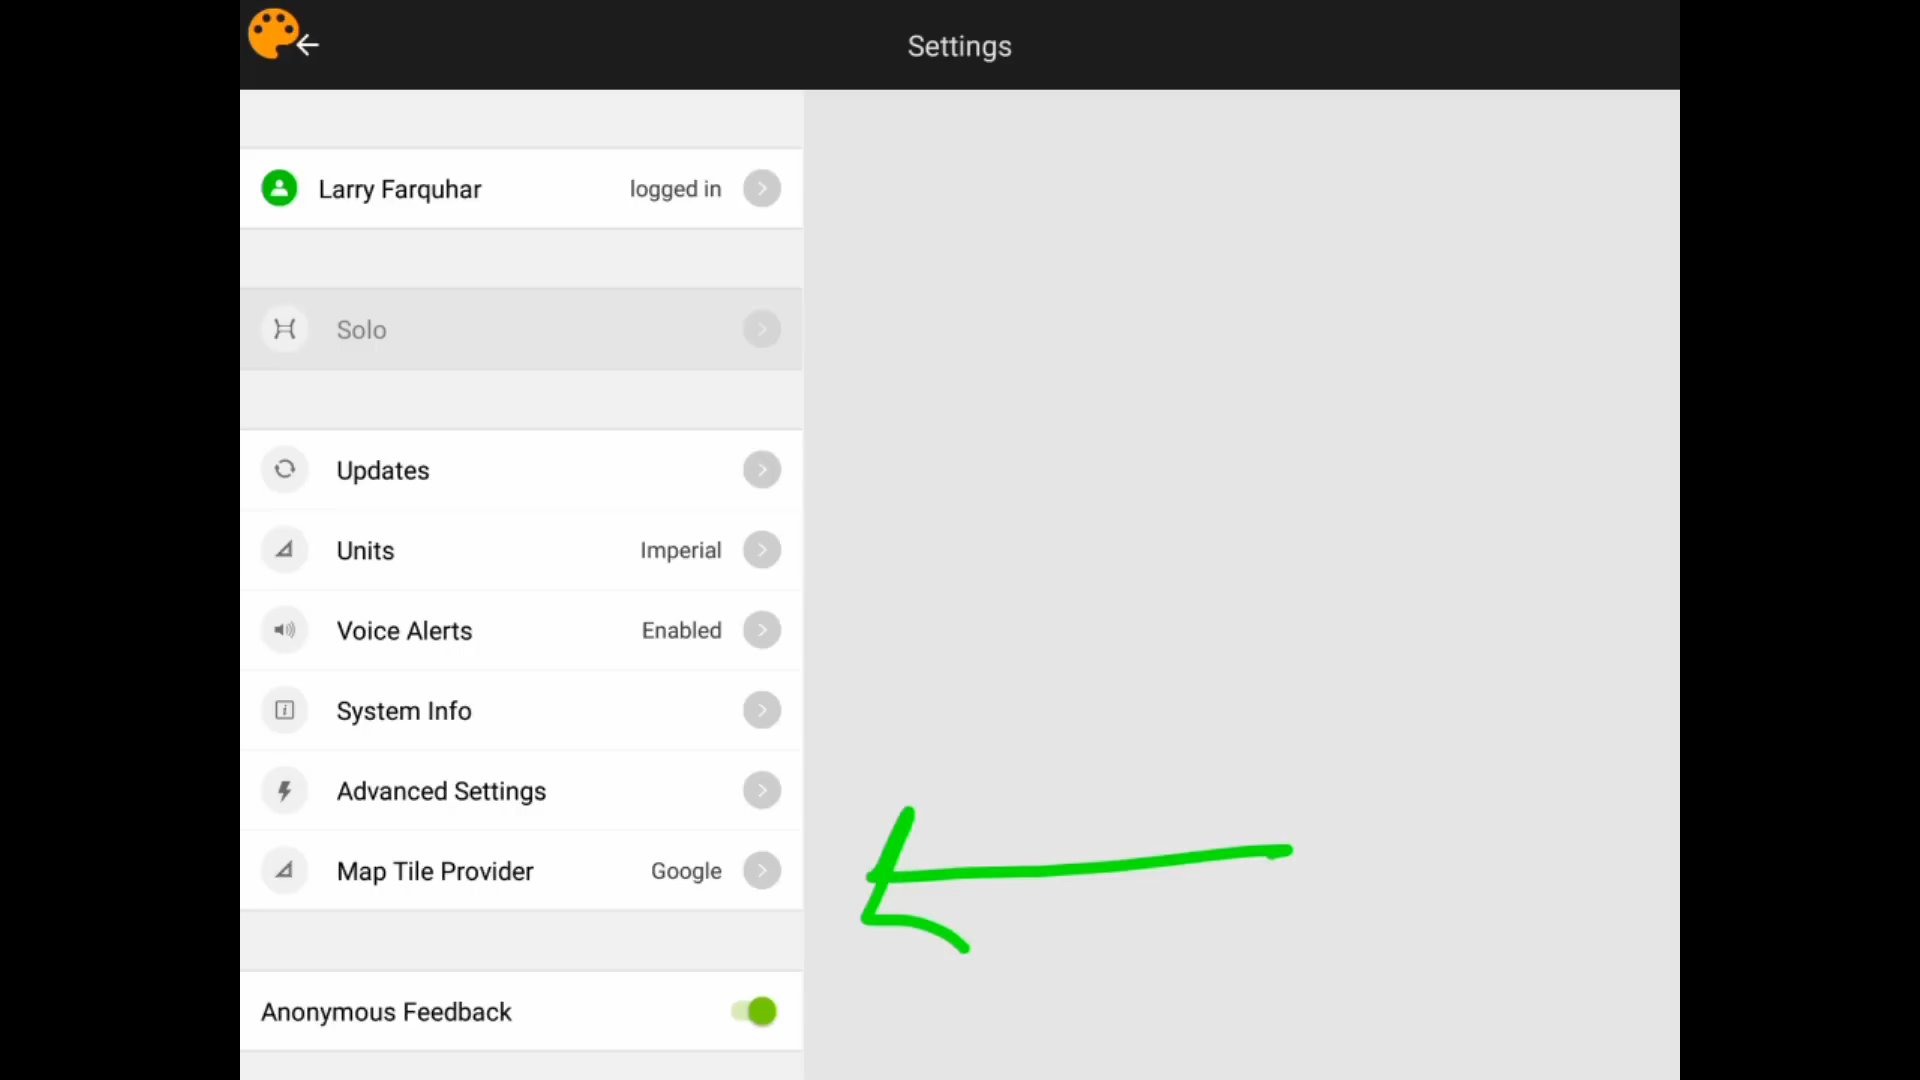 Settings
Larry Farquhar logged in
Solo
Updates
Units Imperial
Voice Alerts Enabled
System Info
Advanced Settings
Map Tile Provider Google
Anonymous Feedback